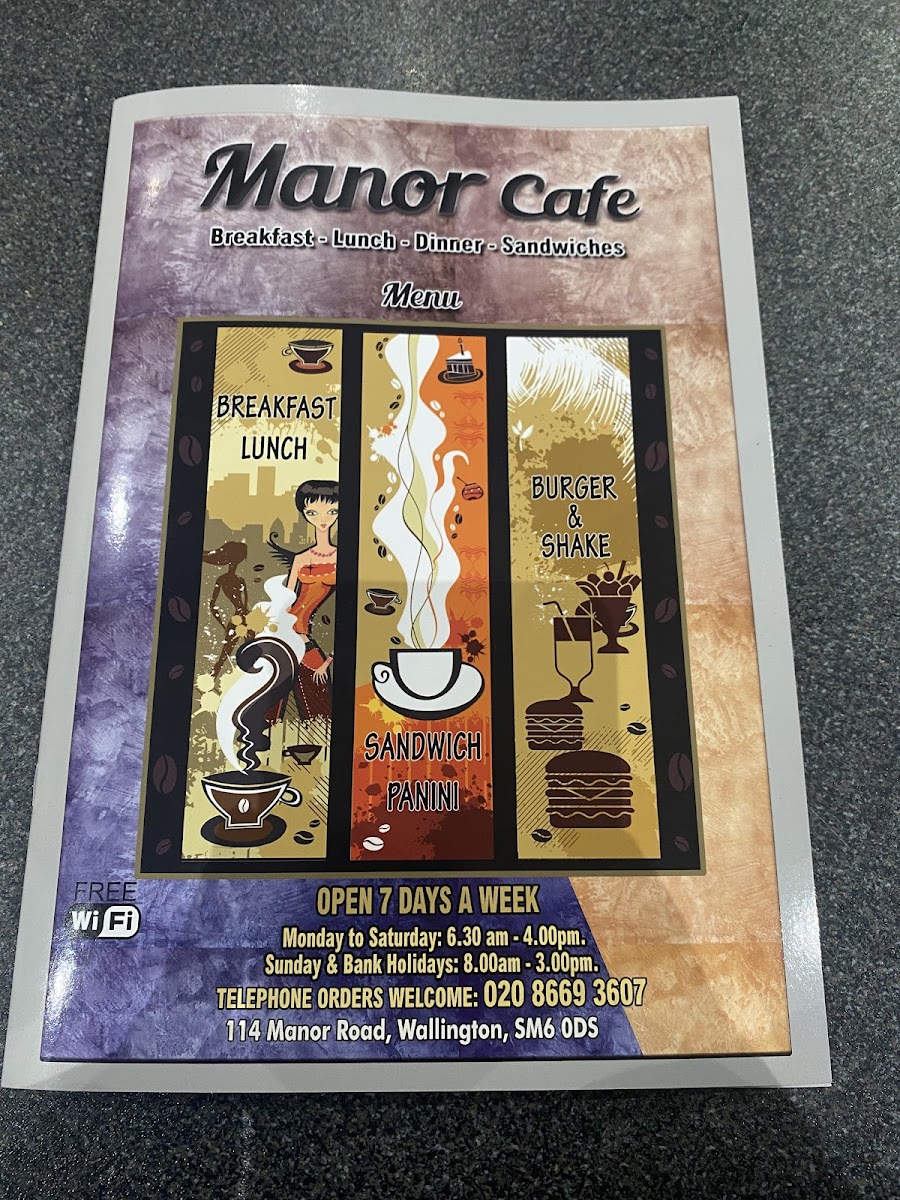 Manor Cafe
Breakfast - Lunch - Dinner - Sandwiches
Menu
BREAKFAST
LUNCH
SANDWICH
PANINI
BURGER
&
SHAKE
FREE
WiFi
OPEN 7 DAYS A WEEK
Monday to Saturday: 6.30 am - 4.00pm.
Sunday & Bank Holidays: 8.00am - 3.00pm.
TELEPHONE ORDERS WELCOME: 020 8669 3607
114 Manor Road, Wallington, SM6 0DS